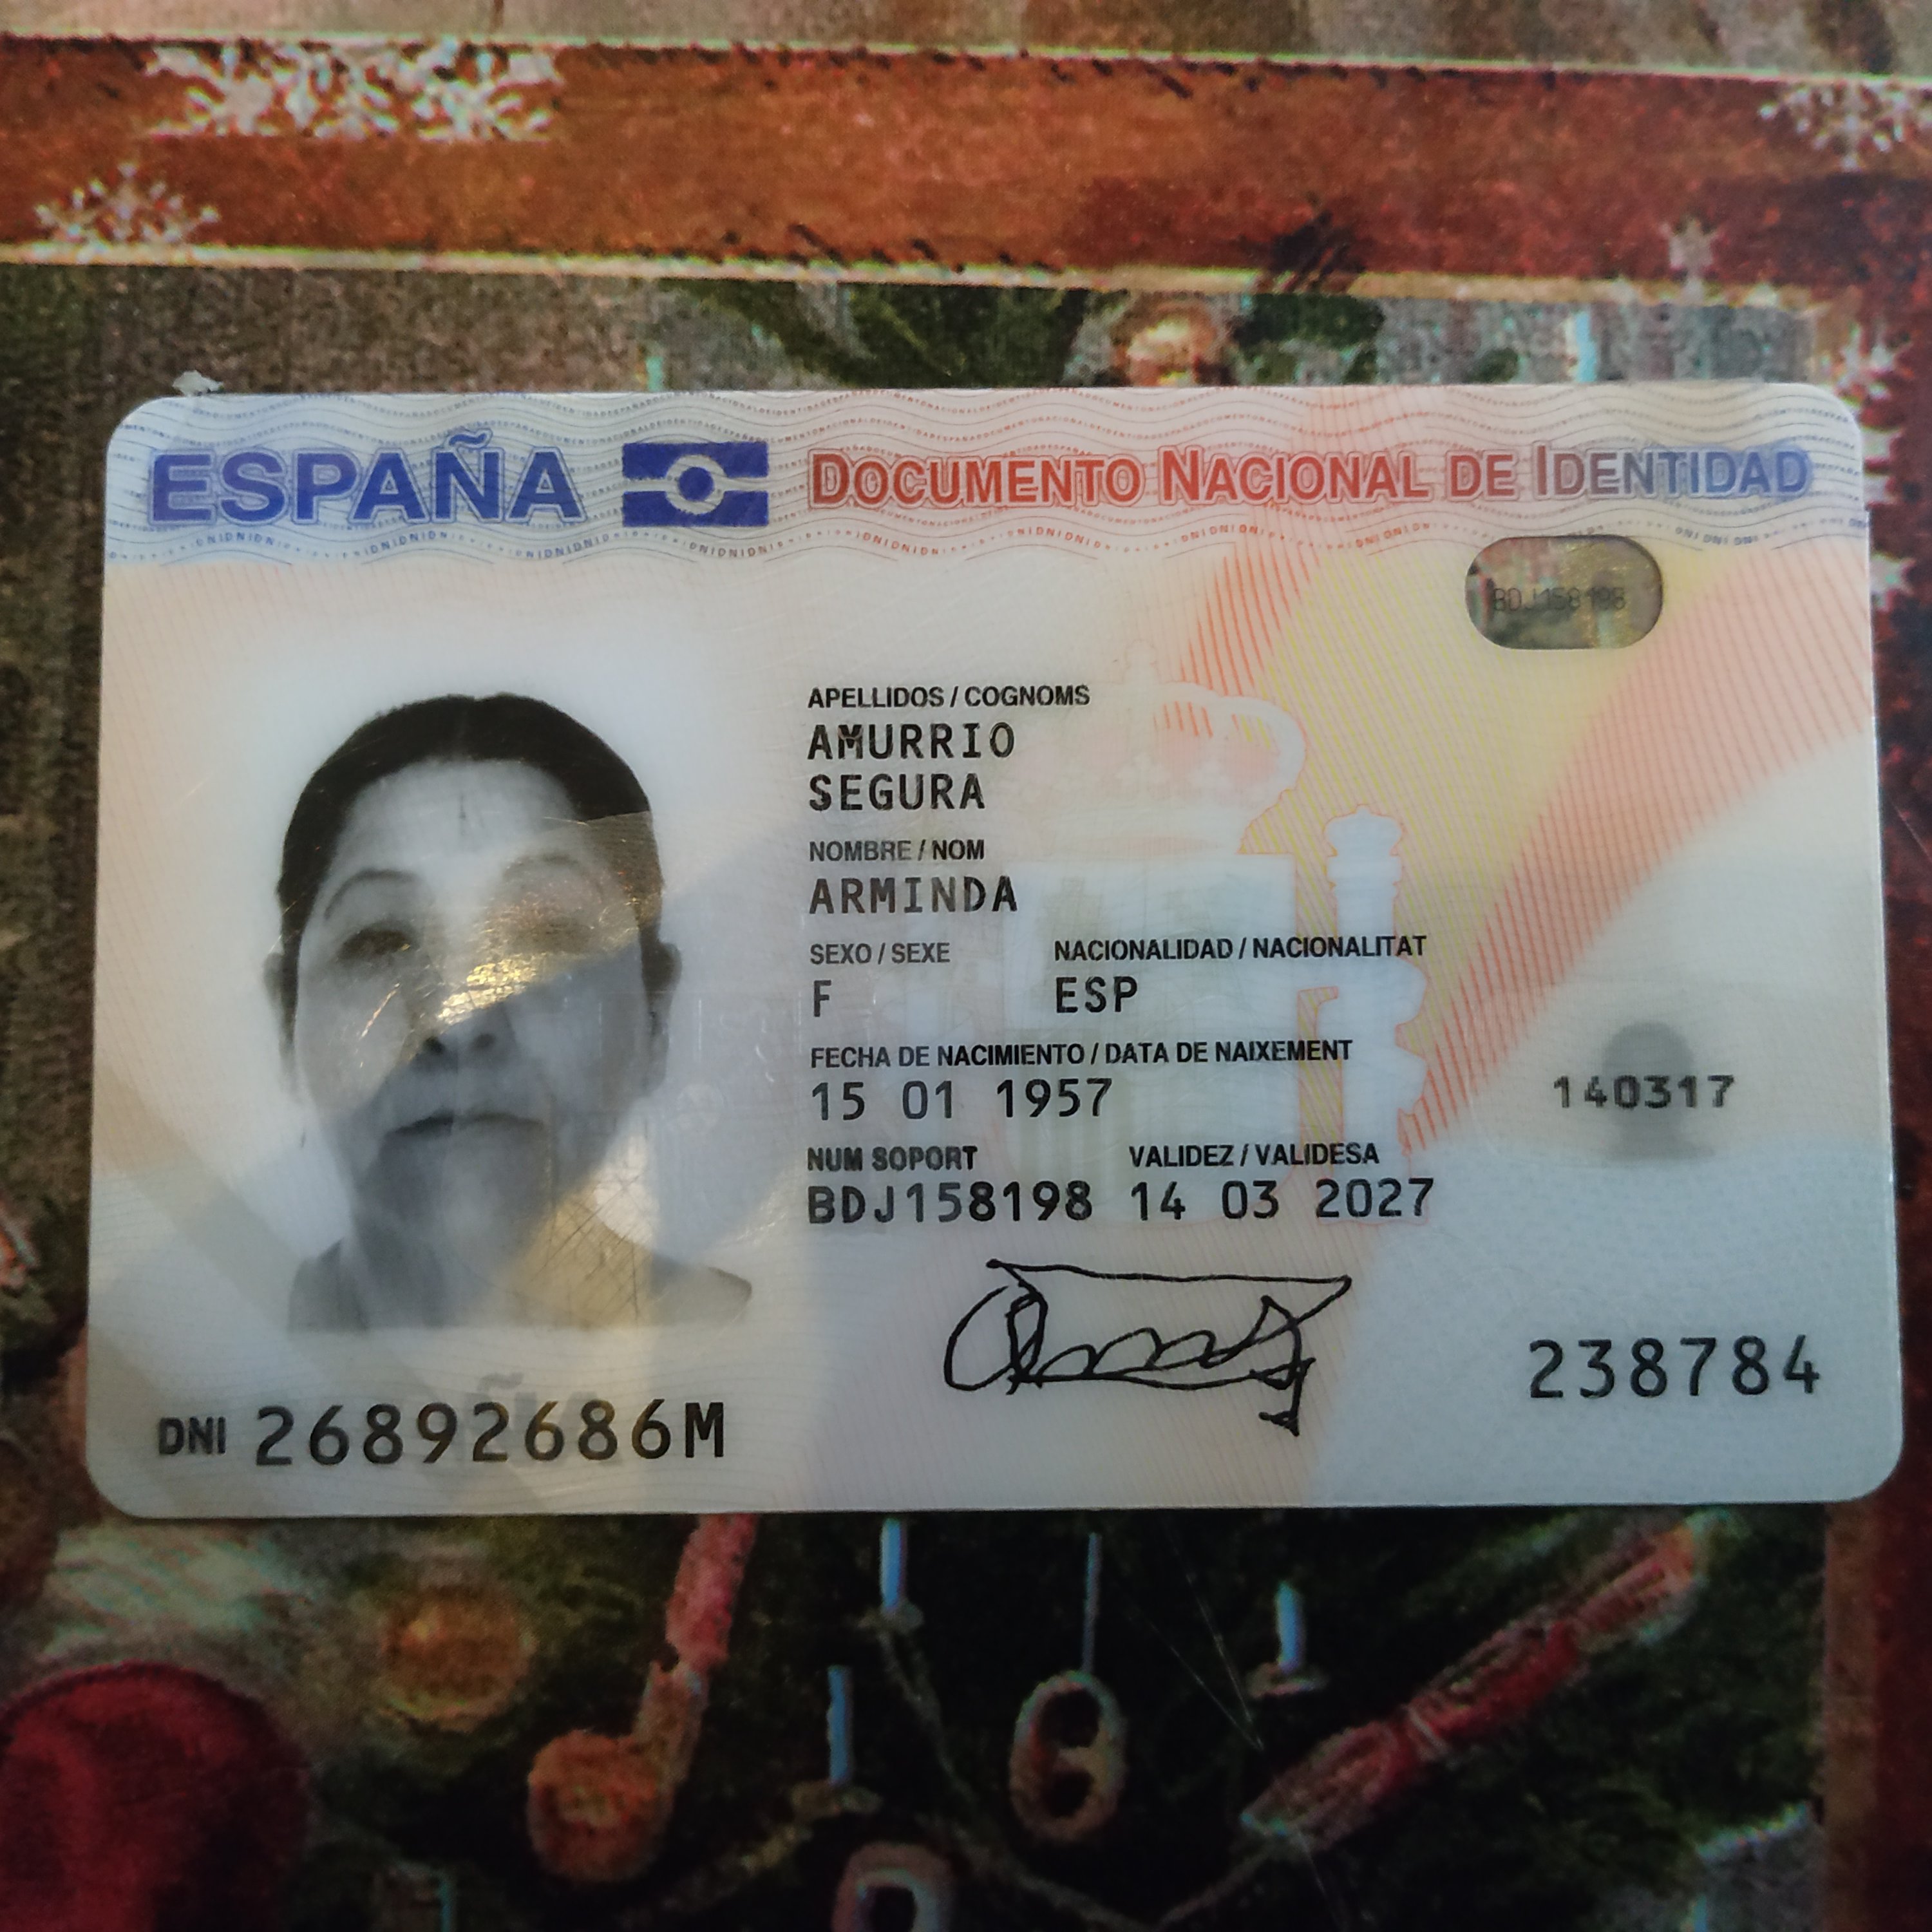 ESPAÑA DOCUMENTO NACIONAL DE IDENTIDAD
BDJ158198
APELLIDOS / COGNOMS
AMURRIO
SEGURA
NOMBRE / NOM
ARMINDA
SEXO / SEXE NACIONALIDAD / NACIONALITAT
F ESP
FECHA DE NACIMIENTO / DATA DE NAIXEMENT
15 01 1957
140317
NUM SOPORT VALIDEZ / VALIDESA
BDJ158198 14 03 2027
238784
DNI 26892686M